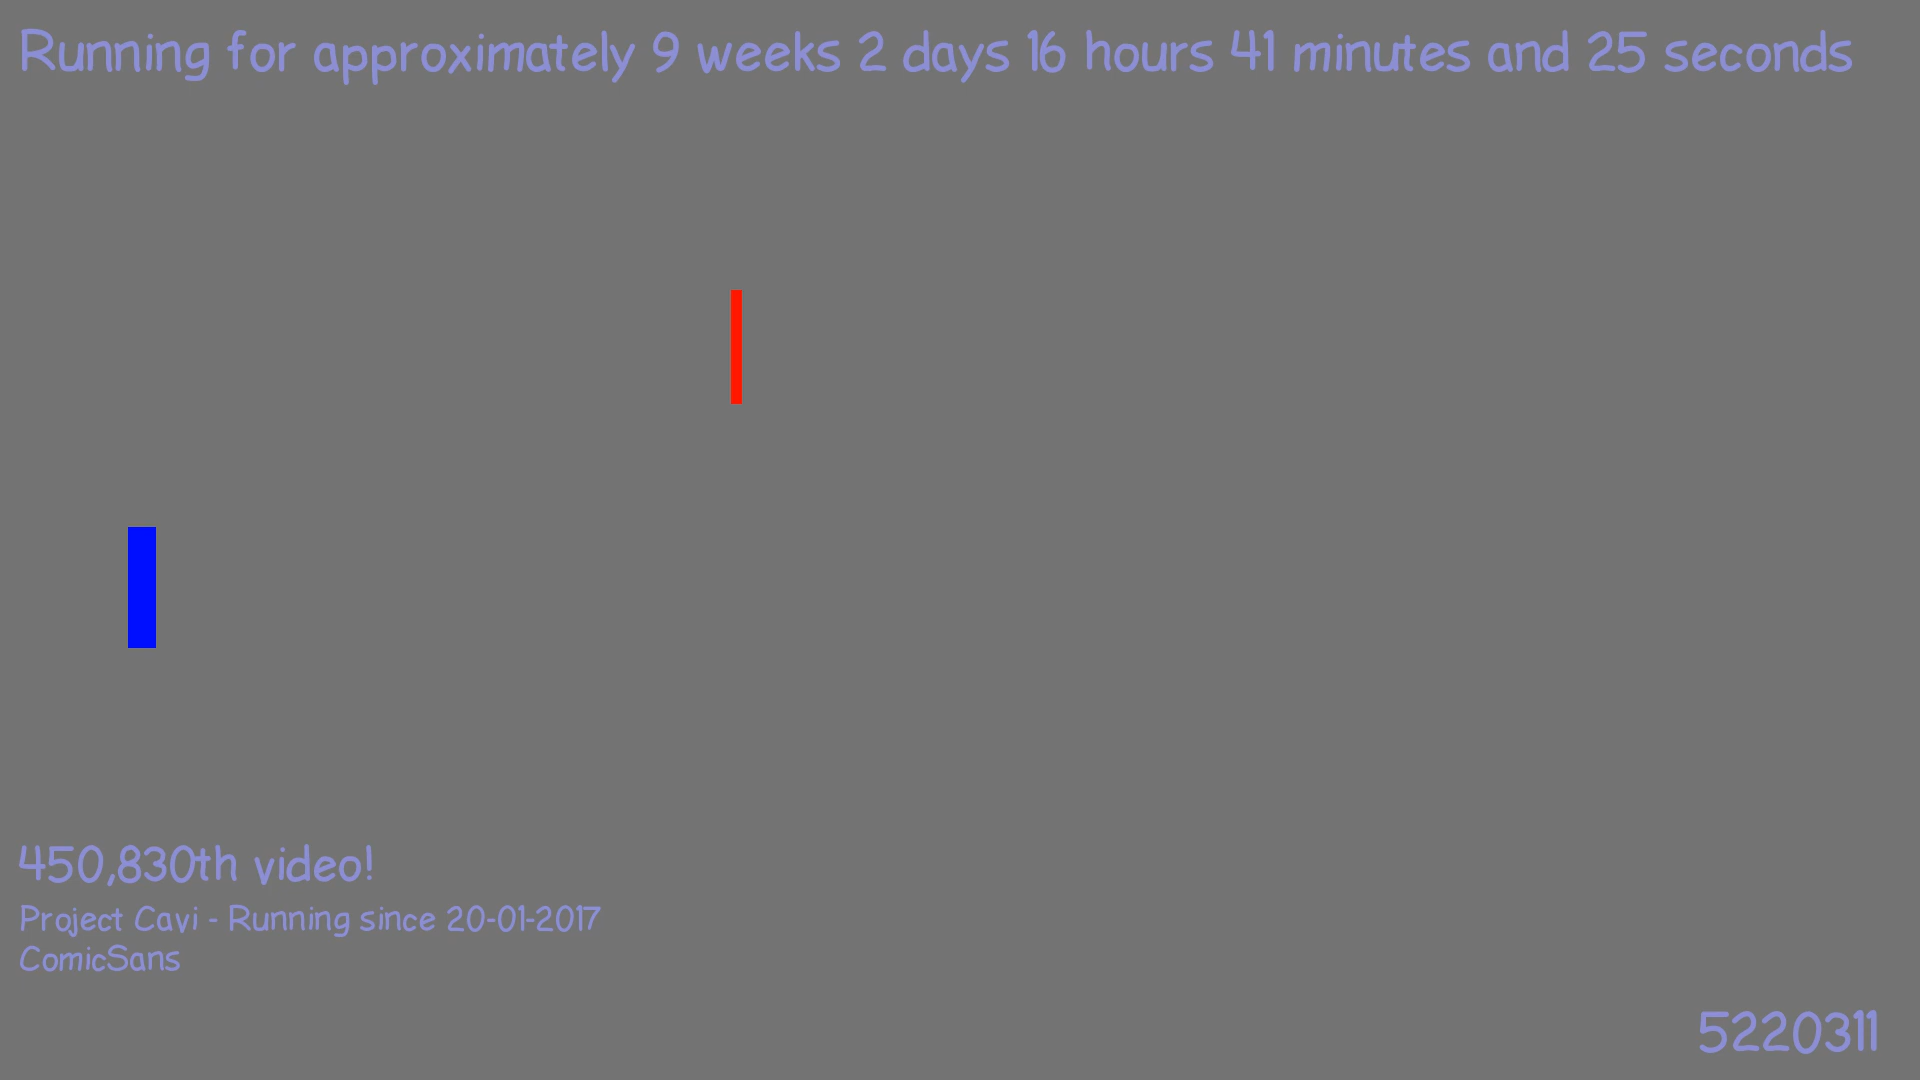 Running for approximately 9 weeks 2 days 16 hours 41 minutes and 25 seconds
450,830th video!
Project Cavi - Running since 20-01-2017
ComicSans
5220311